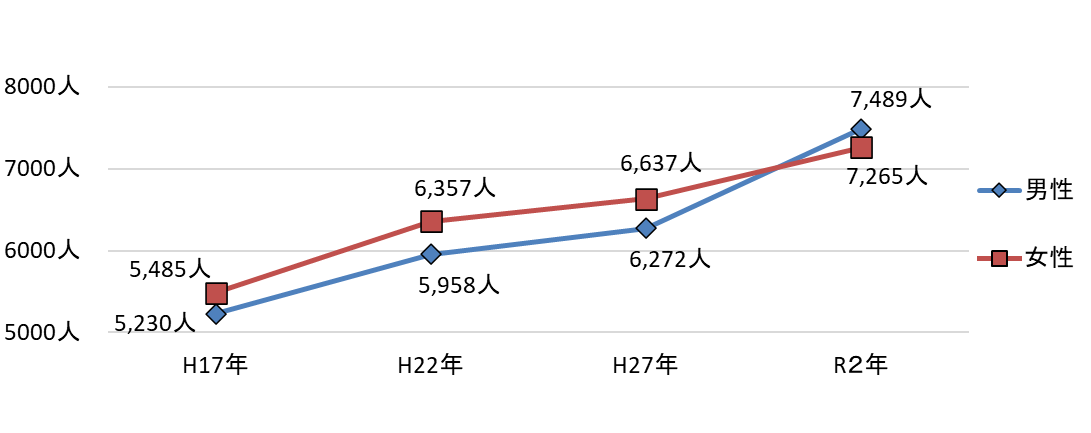 8000人
7000人
6000人
5000人
7,489人
6,637人
7,265人
6,357人
5,485人
6,272人
5,958人
5,230人
H17年
H22年
H27年
R２年
男性
女性